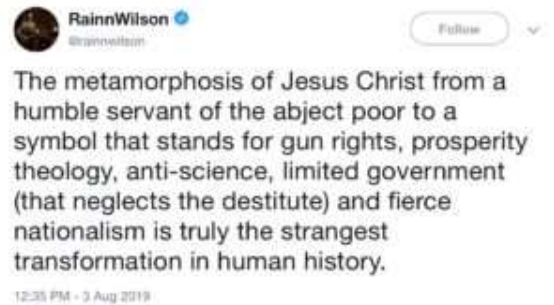 RainnWilson
@rainnwilson
Follow
The metamorphosis of Jesus Christ from a
humble servant of the abject poor to a
symbol that stands for gun rights, prosperity
theology, anti-science, limited government
(that neglects the destitute) and fierce
nationalism is truly the strangest
transformation in human history.
12:35 PM - 3 Aug 2019